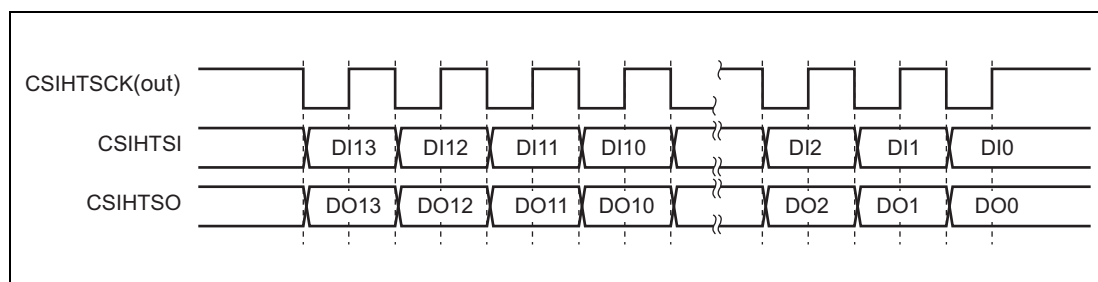 CSIHTSCK(out)
CSIHTSI DI13 DI12 DI11 DI10 DI2 DI1 DI0
CSIHTSO DO13 DO12 DO11 DO10 DO2 DO1 DO0